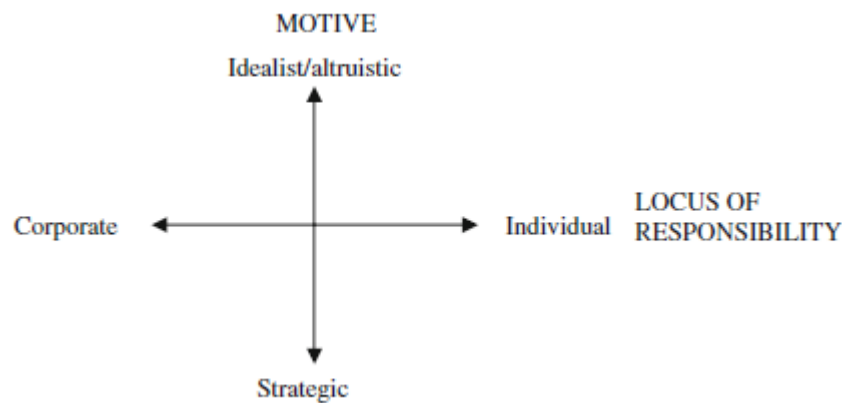 MOTIVE
Idealist/altruistic
Corporate
Individual
LOCUS OF
RESPONSIBILITY
Strategic